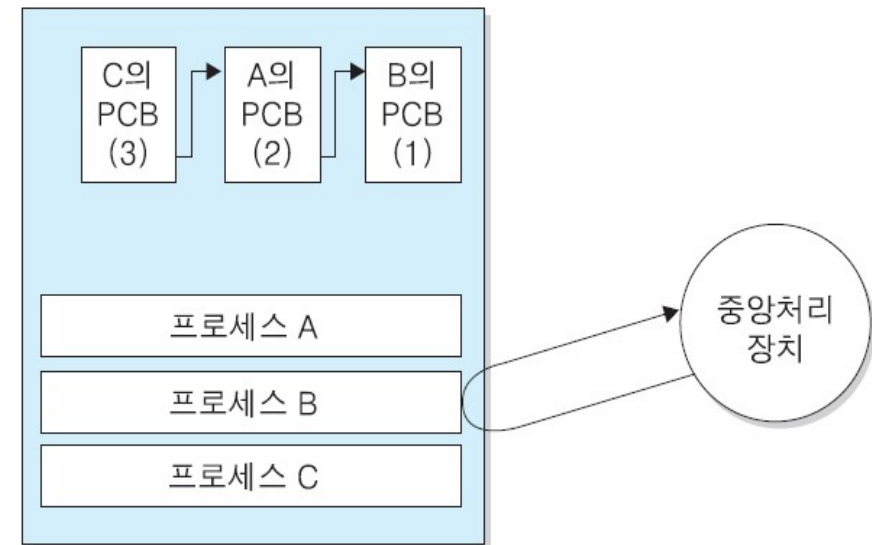 C의
PCB
(3)
A의
PCB
(2)
B의
PCB
(1)
프로세스 A
프로세스 B
프로세스 C
중앙처리
장치